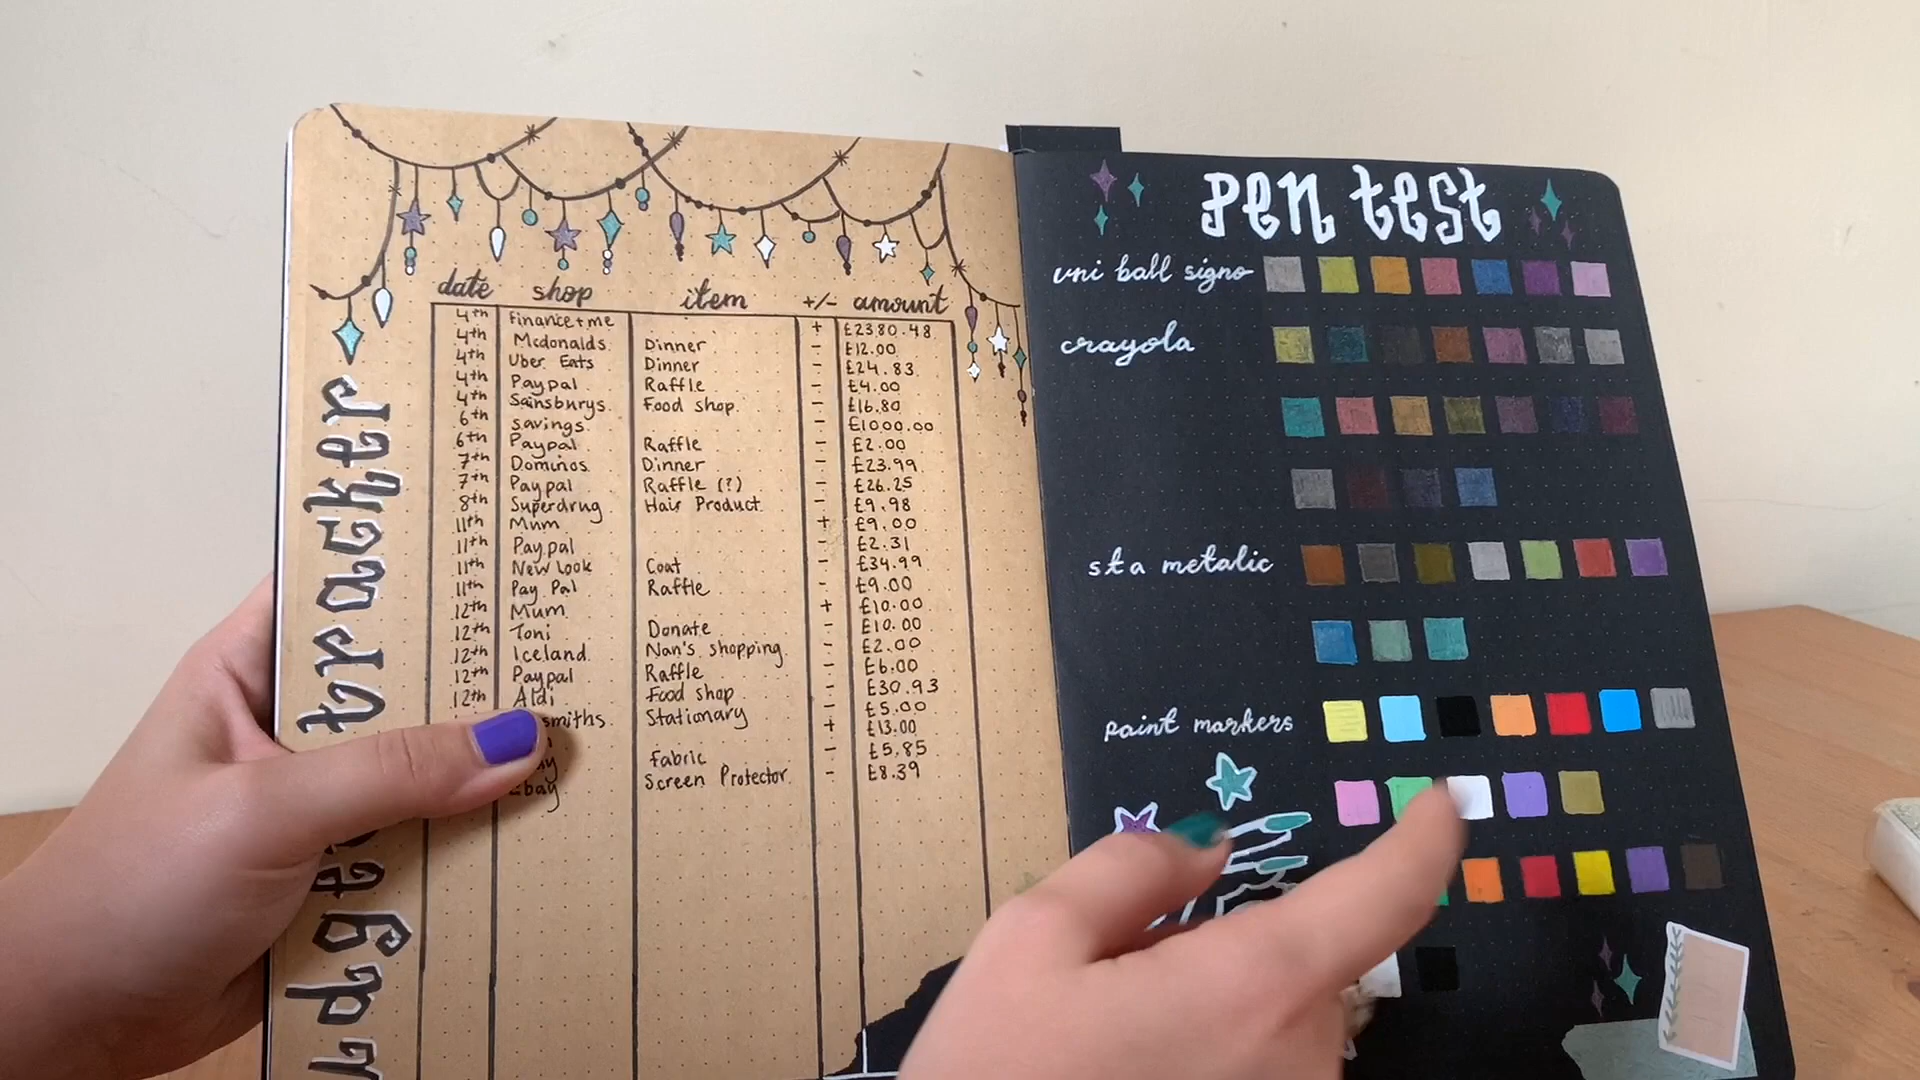 tracker
date shop item +/- amount
4th Finance+me + £2380.48
4th Mcdonalds Dinner - £12.00
4th Uber Eats Dinner - £24.83
4th Paypal Raffle - £4.00
4th Sainsburys Food shop - £16.80
6th savings - £1000.00
6th Paypal Raffle - £2.00
7th Dominos Dinner - £23.99
7th Paypal Raffle (?) - £26.25
8th Superdrug Hair Product - £9.98
11th Mum + £9.00
11th Paypal - £2.31
11th New Look Coat - £34.99
11th Pay Pal Raffle - £9.00
12th Mum + £10.00
12th Toni Donate - £10.00
12th Iceland Nan's shopping - £2.00
12th Paypal Raffle - £6.00
12th Aldi Food shop - £30.93
smiths Stationary - £5.00
+ £13.00
Fabric - £5.85
Ebay Screen Protector - £8.39
Pen test
uni ball signo
crayola
sta metalic
paint markers